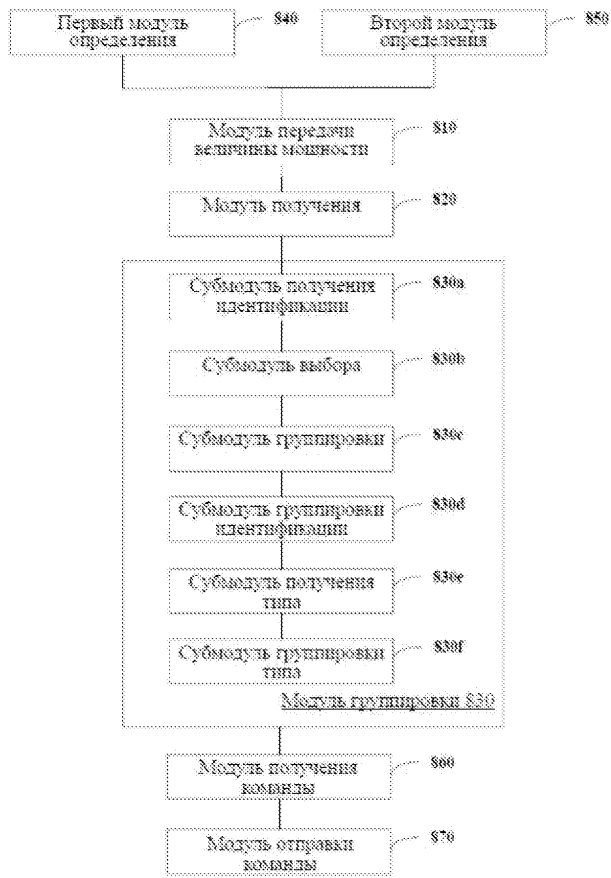 Первый модуль
определения
840
Второй модуль
определения
850
Модуль передачи
величины мощности
810
Модуль получения
820
Субмодуль получения
идентификации
830a
Субмодуль выбора
830b
Субмодуль группировки
830c
Субмодуль группировки
идентификации
830d
Субмодуль получения
типа
830e
Субмодуль группировки
типа
830f
Модуль группировки 830
Модуль получения
команды
860
Модуль отправки
команды
870